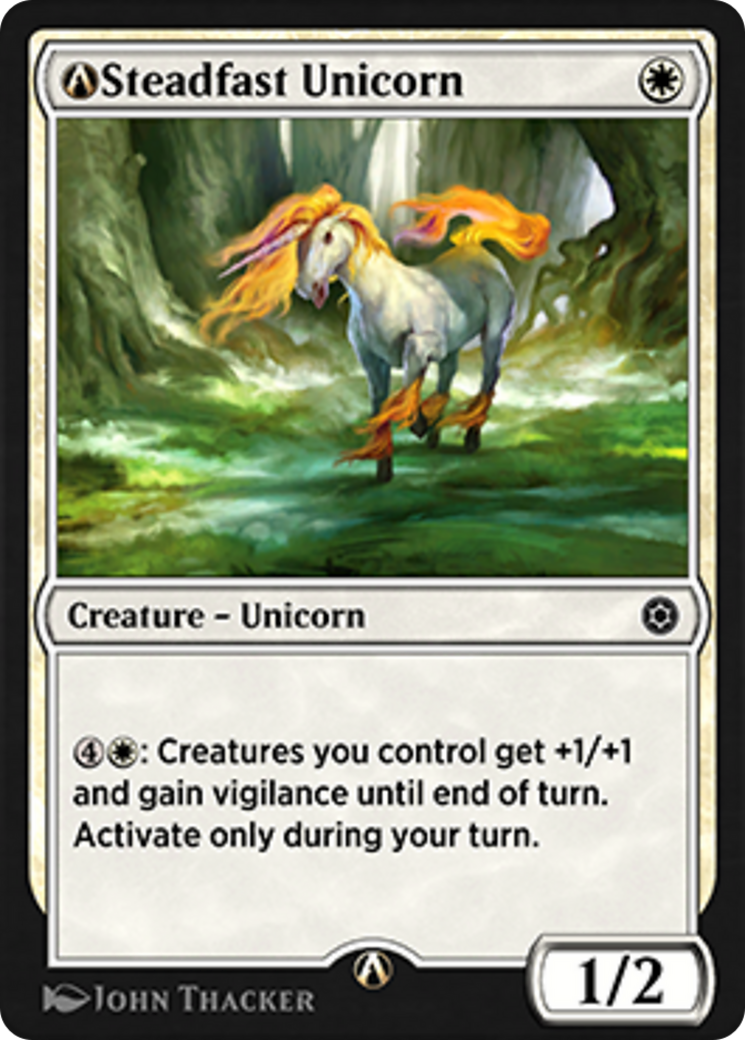 Steadfast Unicorn
Creature – Unicorn
4: Creatures you control get +1/+1
and gain vigilance until end of turn.
Activate only during your turn.
1/2
John Thacker